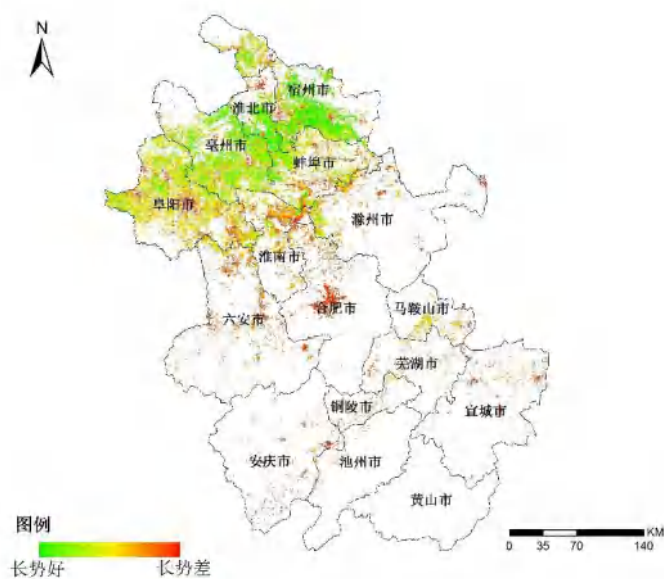 N
宿州市
淮北市
亳州市
蚌埠市
阜阳市
滁州市
淮南市
合肥市
马鞍山市
六安市
芜湖市
铜陵市
宣城市
安庆市
池州市
黄山市
图例
长势好 长势差
KM
0 35 70 140